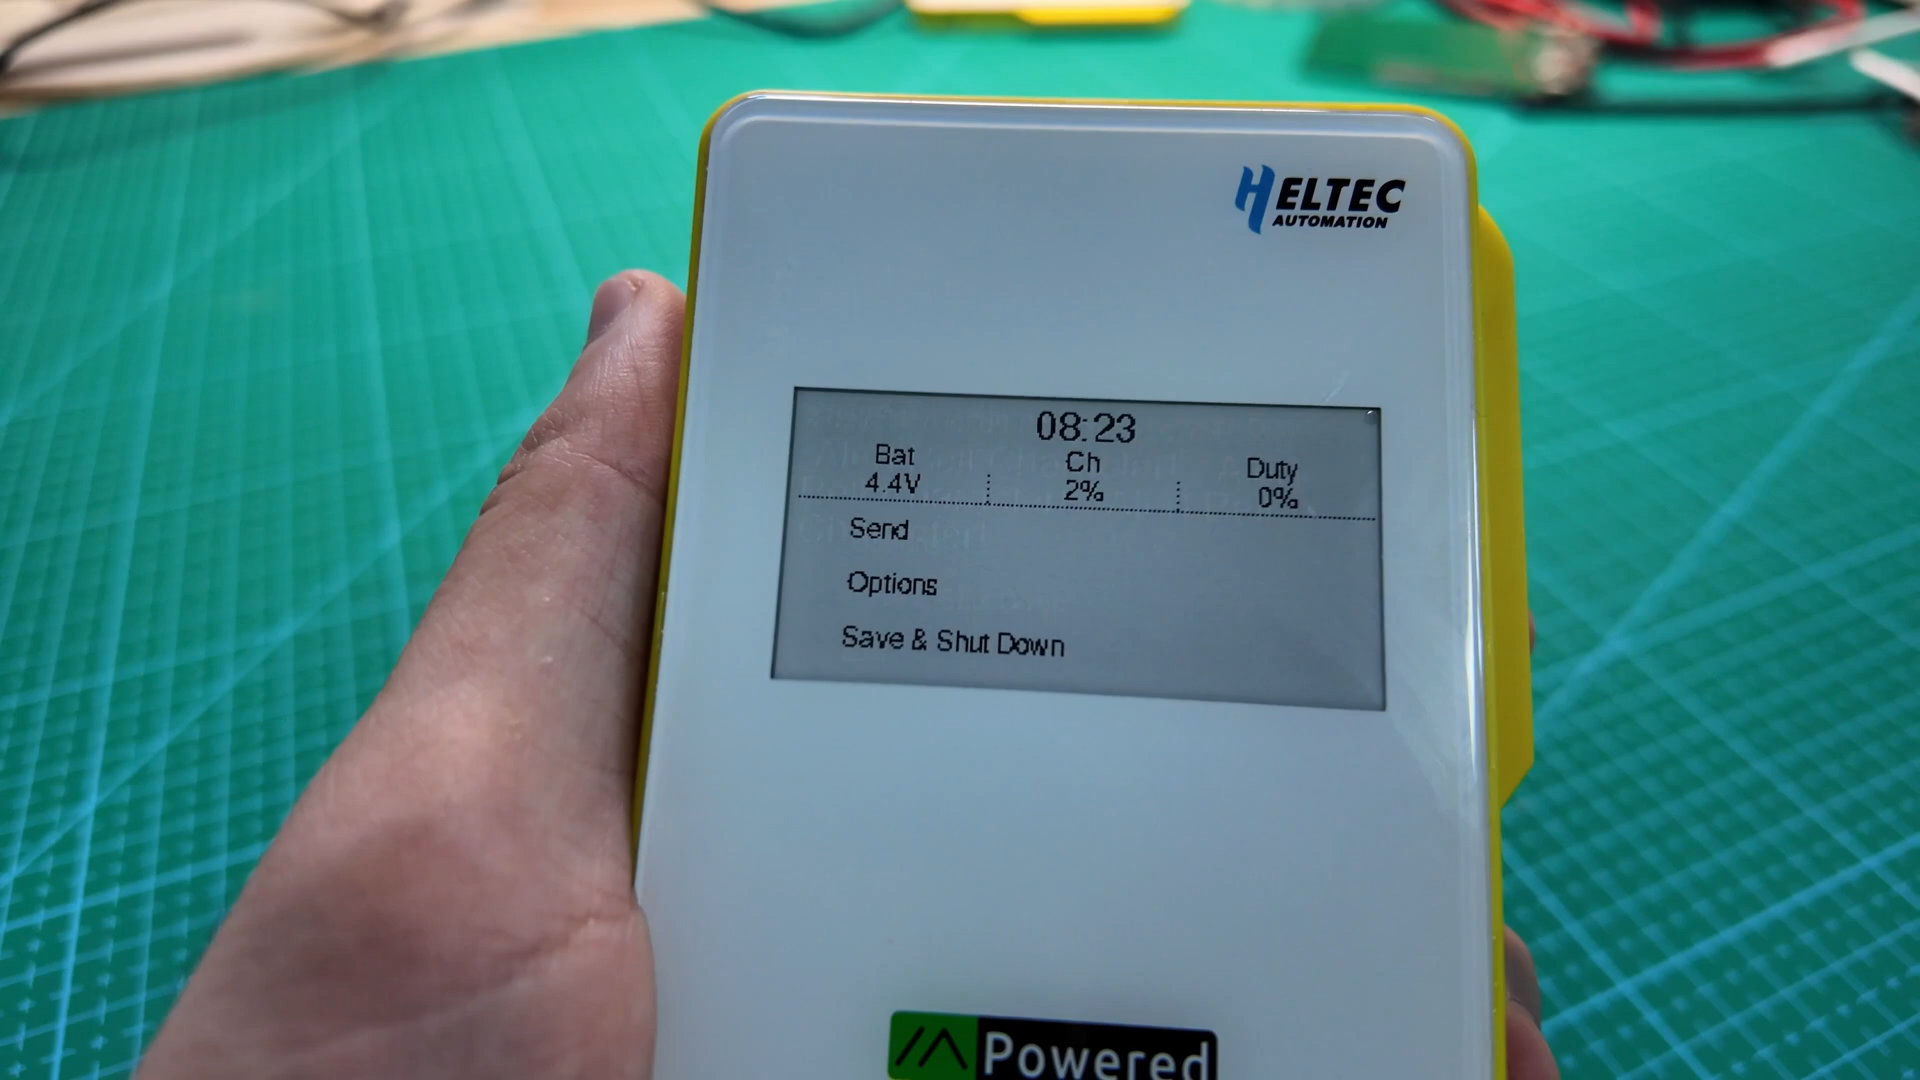 HELTEC
AUTOMATION
08:23
Bat Ch Duty
4.4V 2% 0%
Send
Options
Save & Shut Down
Powered